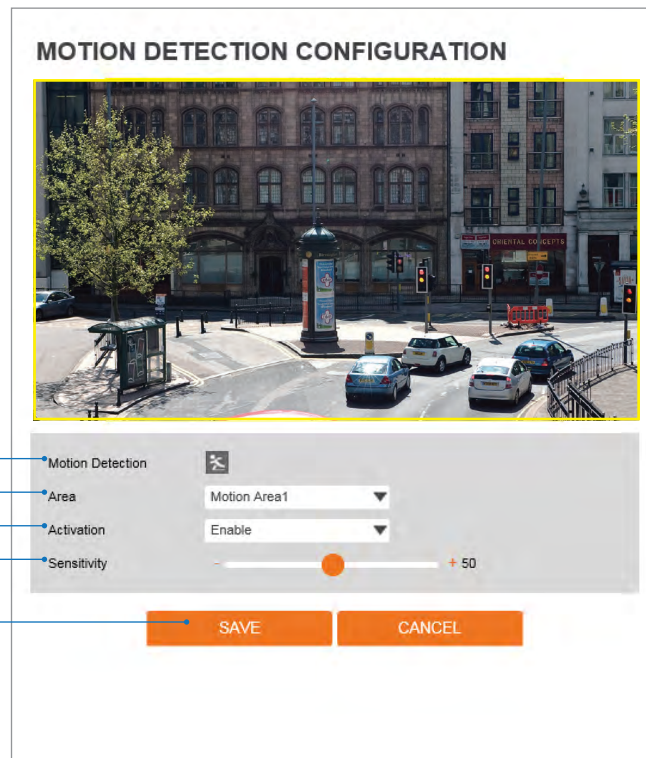 MOTION DETECTION CONFIGURATION
ORIENTAL CONCEPTS
Motion Detection
Area Motion Area1
Activation Enable
Sensitivity - + 50
SAVE CANCEL